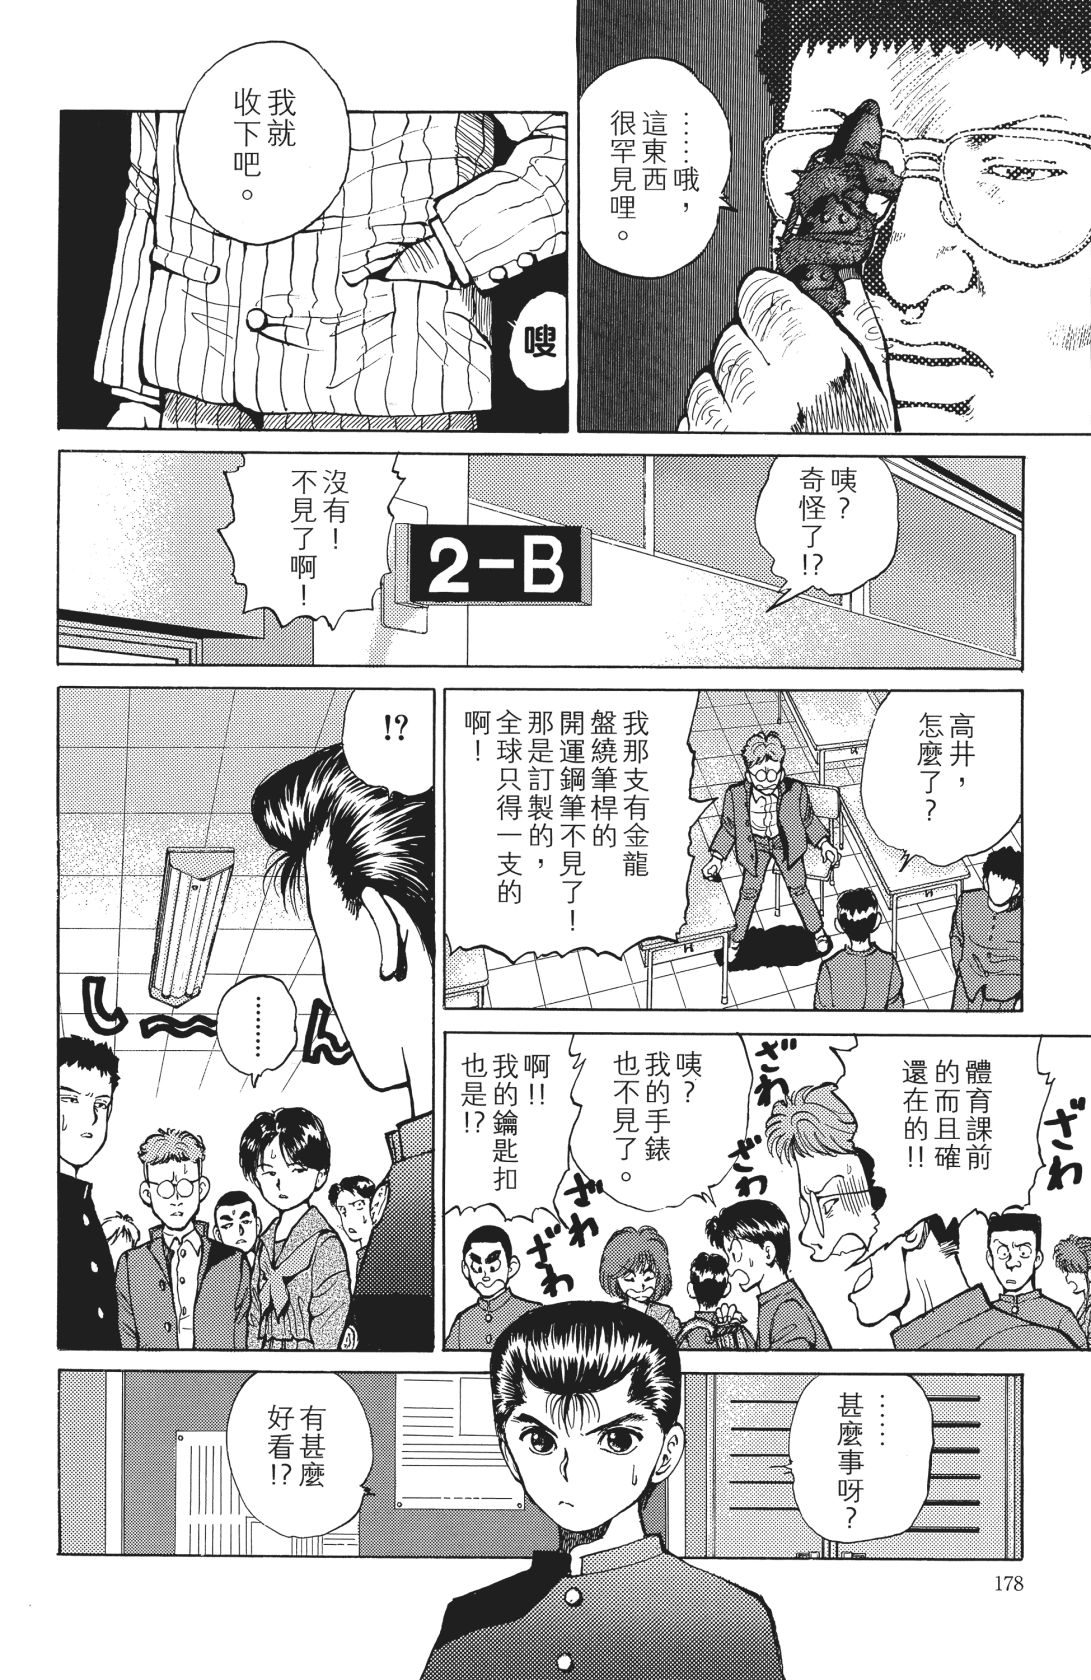 ……哦，
這東西
很罕見哩。
我就
收下吧。
嗖
咦？
奇怪了!?
2-B
沒有！
不見了啊！
高井，
怎麼了？
我那支有金龍
盤繞筆桿的
開運鋼筆不見了！
那是訂製的，
全球只得一支的
啊！
體育課前
的而且確
還在的!!
ざわ
ざわ
咦？
我的手錶
也不見了。
ざわ
ざわ
啊!!
我的鑰匙扣
也是!?
!?
………
じ～～ん
……
甚麼事呀？
有甚麼
好看!?
178